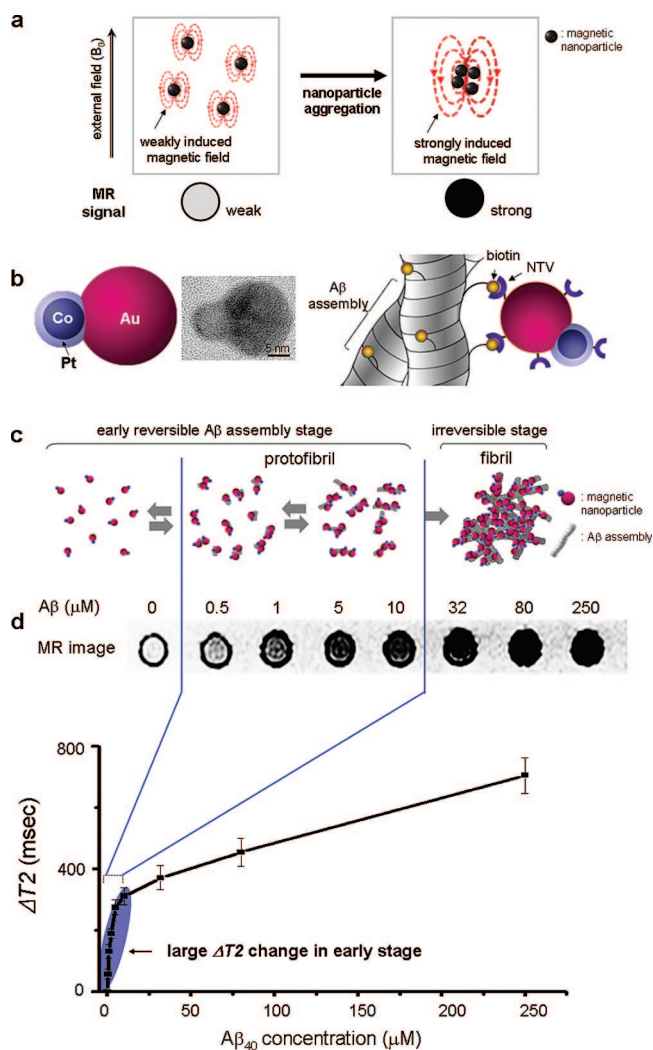 a
external field (B₀)
weakly induced
magnetic field
nanoparticle
aggregation
strongly induced
magnetic field
: magnetic
nanoparticle
MR
signal
weak
strong
b
Co
Au
Pt
5 nm
Aβ
assembly
biotin
NTV
c
early reversible Aβ assembly stage
irreversible stage
protofibril
fibril
: magnetic
nanoparticle
: Aβ assembly
Aβ (μM) 0 0.5 1 5 10 32 80 250
d
MR image
800
400
0
ΔT2 (msec)
large ΔT2 change in early stage
0 50 100 150 200 250
Aβ₄₀ concentration (μM)